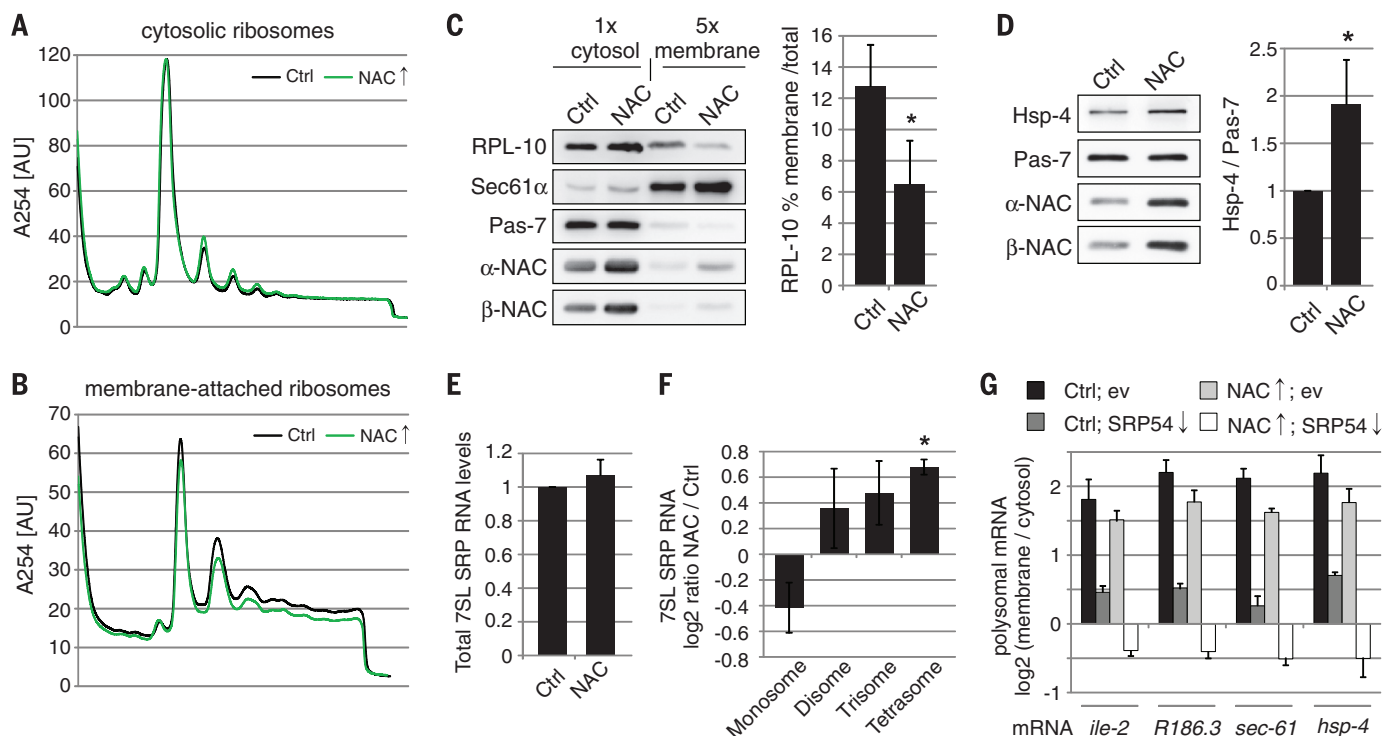 A
cytosolic ribosomes
Ctrl NAC ↑
A254 [AU]
120
100
80
60
40
20
0
B
membrane-attached ribosomes
Ctrl NAC ↑
A254 [AU]
70
60
50
40
30
20
10
0
C
1x 5x
cytosol membrane
Ctrl NAC Ctrl NAC
RPL-10
Sec61α
Pas-7
α-NAC
β-NAC
RPL-10 % membrane /total
16
14
12
10
8
6
4
2
0
*
Ctrl NAC
D
Ctrl NAC
Hsp-4
Pas-7
α-NAC
β-NAC
Hsp-4 / Pas-7
2.5
2
1.5
1
0.5
0
*
Ctrl NAC
E
Total 7SL SRP RNA levels
1.2
1
0.8
0.6
0.4
0.2
0
Ctrl NAC
F
7SL SRP RNA
log2 ratio NAC / Ctrl
0.8
0.6
0.4
0.2
0
-0.2
-0.4
-0.6
-0.8
*
Monosome Disome Trisome Tetrasome
G
Ctrl; ev NAC ↑; ev
Ctrl; SRP54 ↓ NAC ↑; SRP54 ↓
polysomal mRNA
log2 (membrane / cytosol)
2
1
0
-1
mRNA ile-2 R186.3 sec-61 hsp-4